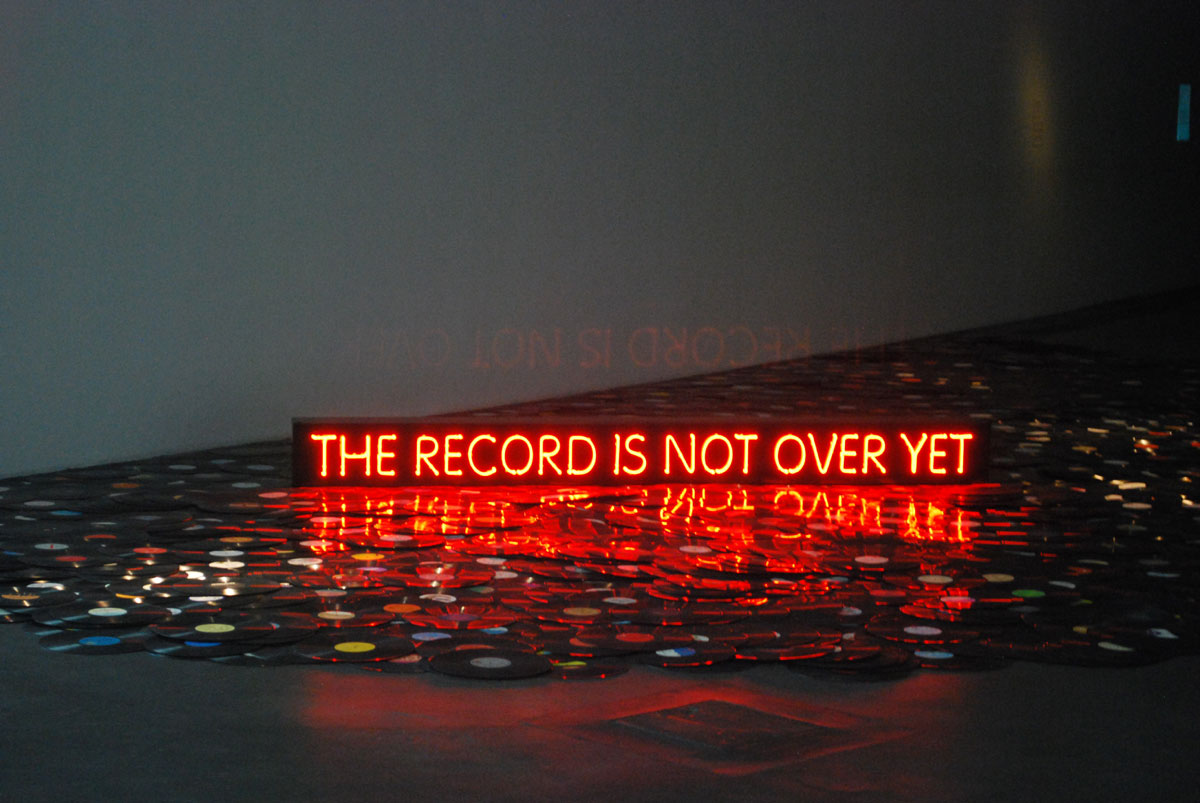 THE RECORD IS NOT OVER YET